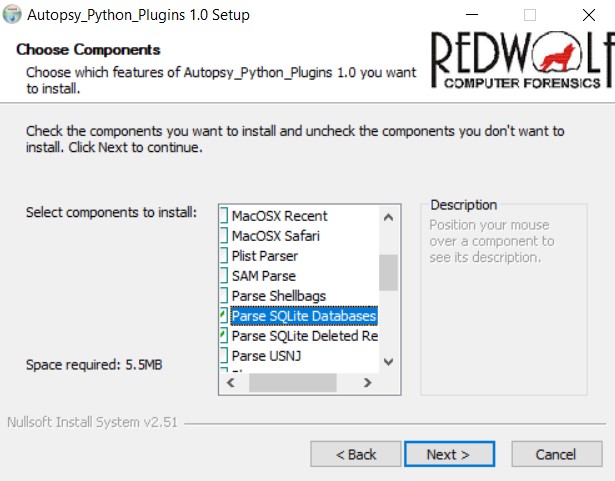 Autopsy_Python_Plugins 1.0 Setup
Choose Components
Choose which features of Autopsy_Python_Plugins 1.0 you want
to install.
REDWOLF
COMPUTER FORENSICS
Check the components you want to install and uncheck the components you don't want to
install. Click Next to continue.
Select components to install:
MacOSX Recent
MacOSX Safari
Plist Parser
SAM Parse
Parse Shellbags
Parse SQLite Databases
Parse SQLite Deleted Re
Parse USNJ
Description
Position your mouse
over a component to
see its description.
Space required: 5.5MB
Nullsoft Install System v2.51
< Back
Next >
Cancel